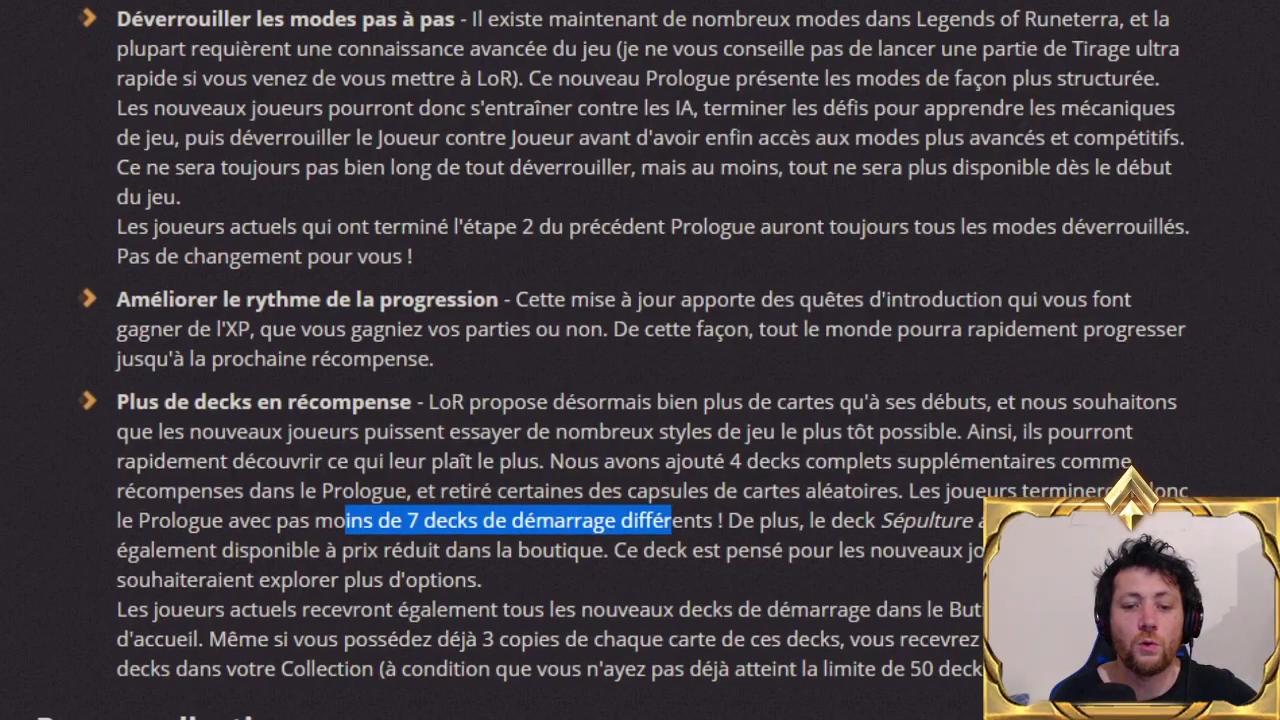 Déverrouiller les modes pas à pas - Il existe maintenant de nombreux modes dans Legends of Runeterra, et la
plupart requièrent une connaissance avancée du jeu (je ne vous conseille pas de lancer une partie de Tirage ultra
rapide si vous venez de vous mettre à LoR). Ce nouveau Prologue présente les modes de façon plus structurée.
Les nouveaux joueurs pourront donc s'entraîner contre les IA, terminer les défis pour apprendre les mécaniques
de jeu, puis déverrouiller le Joueur contre Joueur avant d'avoir enfin accès aux modes plus avancés et compétitifs.
Ce ne sera toujours pas bien long de tout déverrouiller, mais au moins, tout ne sera plus disponible dès le début
du jeu.
Les joueurs actuels qui ont terminé l'étape 2 du précédent Prologue auront toujours tous les modes déverrouillés.
Pas de changement pour vous !
Améliorer le rythme de la progression - Cette mise à jour apporte des quêtes d'introduction qui vous font
gagner de l'XP, que vous gagniez vos parties ou non. De cette façon, tout le monde pourra rapidement progresser
jusqu'à la prochaine récompense.
Plus de decks en récompense - LoR propose désormais bien plus de cartes qu'à ses débuts, et nous souhaitons
que les nouveaux joueurs puissent essayer de nombreux styles de jeu le plus tôt possible. Ainsi, ils pourront
rapidement découvrir ce qui leur plaît le plus. Nous avons ajouté 4 decks complets supplémentaires comme
récompenses dans le Prologue, et retiré certaines des capsules de cartes aléatoires. Les joueurs
le Prologue avec pas moins de 7 decks de démarrage différents ! De plus, le deck Sépulture
également disponible à prix réduit dans la boutique. Ce deck est pensé pour les nouveaux
souhaiteraient explorer plus d'options.
Les joueurs actuels recevront également tous les nouveaux decks de démarrage dans le
d'accueil. Même si vous possédez déjà 3 copies de chaque carte de ces decks, vous recevrez
decks dans votre Collection (à condition que vous n'ayez pas déjà atteint la limite de 50